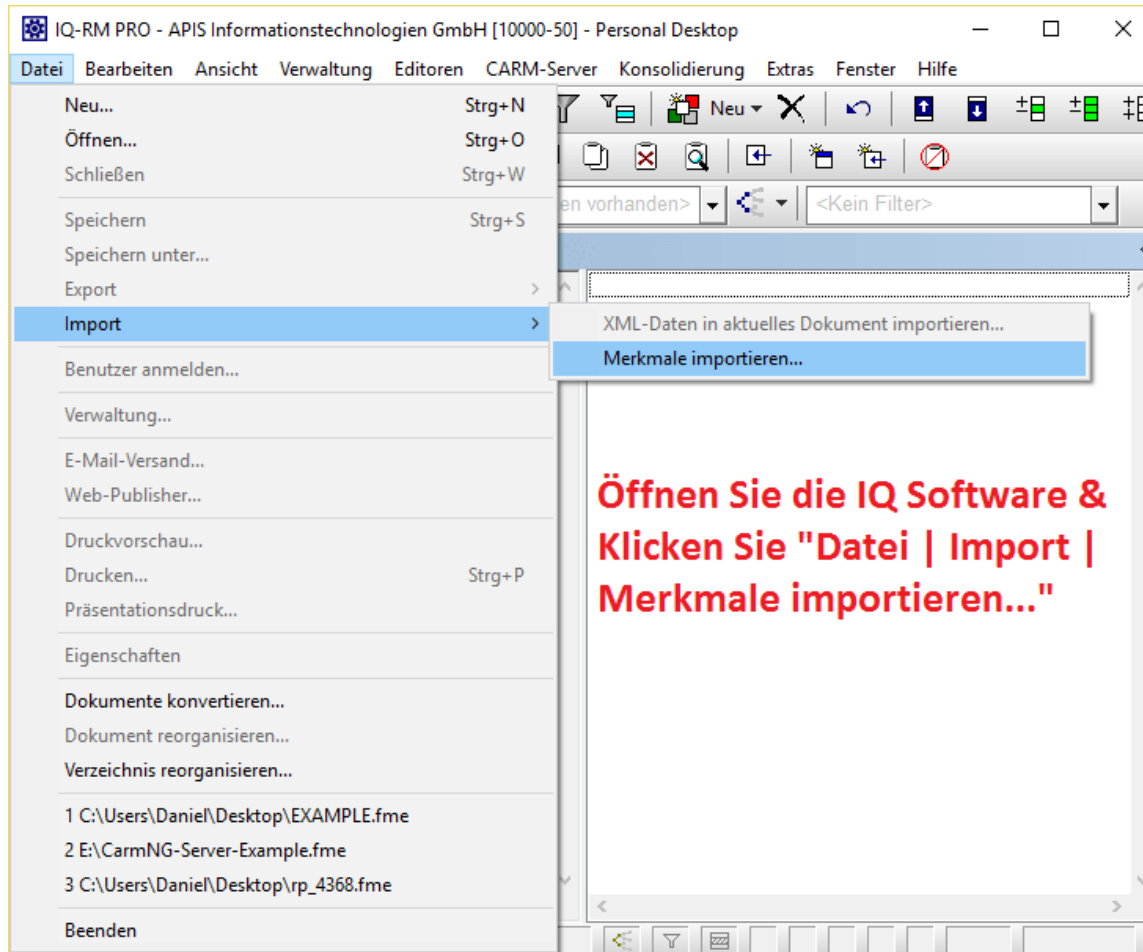 IQ-RM PRO - APIS Informationstechnologien GmbH [10000-50] - Personal Desktop
Datei Bearbeiten Ansicht Verwaltung Editoren CARM-Server Konsolidierung Extras Fenster Hilfe
Neu... Strg+N
Neu
Öffnen... Strg+O
Schließen Strg+W
en vorhanden> <Kein Filter>
Speichern Strg+S
Speichern unter...
Export
Import
XML-Daten in aktuelles Dokument importieren...
Merkmale importieren...
Benutzer anmelden...
Verwaltung...
E-Mail-Versand...
Web-Publisher...
Druckvorschau...
Drucken... Strg+P
Präsentationsdruck...
Eigenschaften
Dokumente konvertieren...
Dokument reorganisieren...
Verzeichnis reorganisieren...
1 C:\Users\Daniel\Desktop\EXAMPLE.fme
2 E:\CarmNG-Server-Example.fme
3 C:\Users\Daniel\Desktop\rp_4368.fme
Beenden
Öffnen Sie die IQ Software &
Klicken Sie "Datei | Import |
Merkmale importieren..."